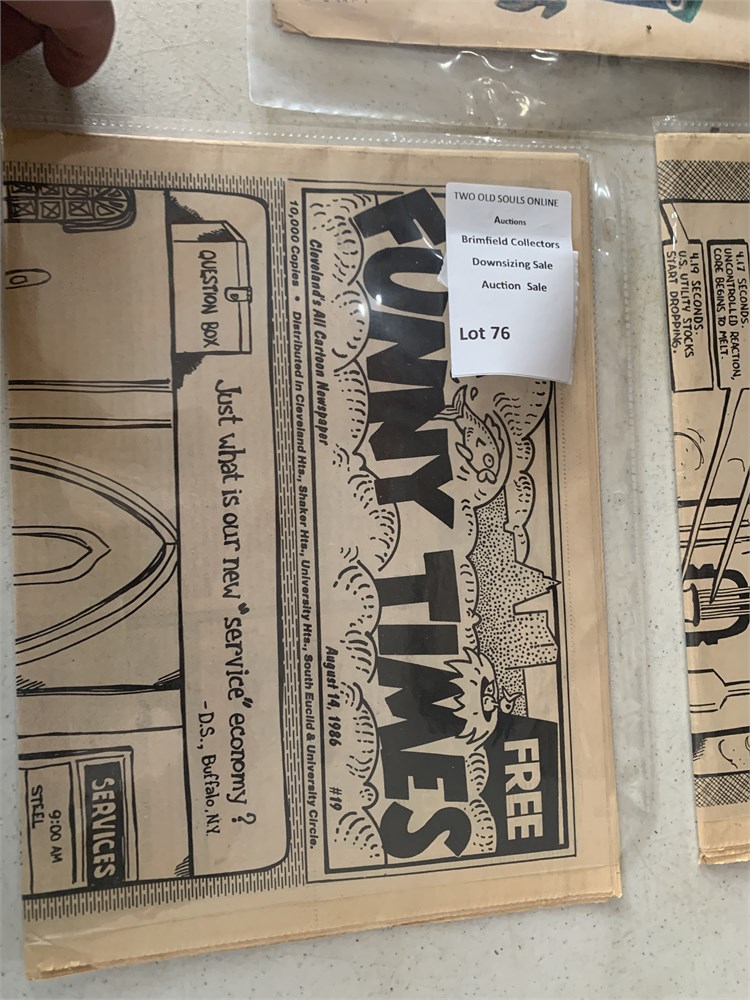 TWO OLD SOULS ONLINE
Auctions
Brimfield Collectors
Downsizing Sale
Auction Sale
Lot 76
FREE
FUNNY TIMES
Cleveland's All Cartoon Newspaper
August 14, 1986
#19
10,000 Copies • Distributed in Cleveland Hts., Shaker Hts., University Hts., South Euclid & University Circle.
QUESTION BOX
Just what is our new "service" economy?
-D.S., Buffalo, N.Y.
SERVICES
9:00 AM
STEEL
4.17 SECONDS.
UNCONTROLLED REACTION,
CORE BEGINS TO MELT.
4.19 SECONDS.
U.S. UTILITY STOCKS
START DROPPING.